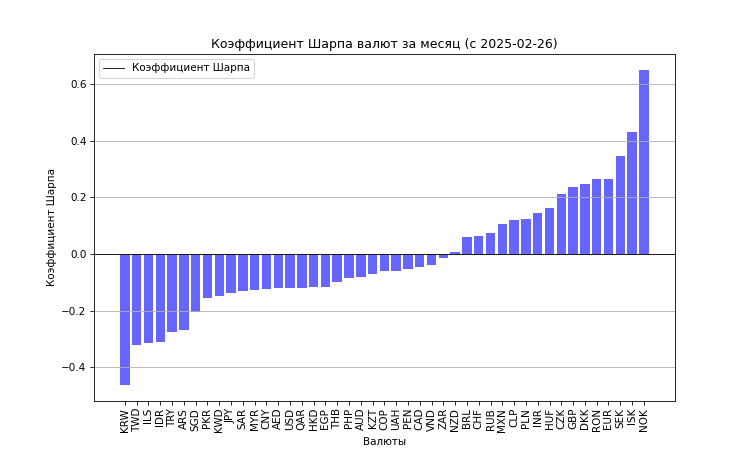 Коэффициент Шарпа валют за месяц (с 2025-02-26)
Коэффициент Шарпа
0.6
0.4
0.2
0.0
−0.2
−0.4
Коэффициент Шарпа
KRW TWD ILS IDR TRY ARS SGD PKR KWD JPY SAR MYR CNY AED USD QAR HKD EGP THB PHP AUD KZT COP UAH PEN CAD VND ZAR NZD BRL CHF RUB MXN CLP PLN INR HUF CZK GBP DKK RON EUR SEK ISK NOK
Валюты